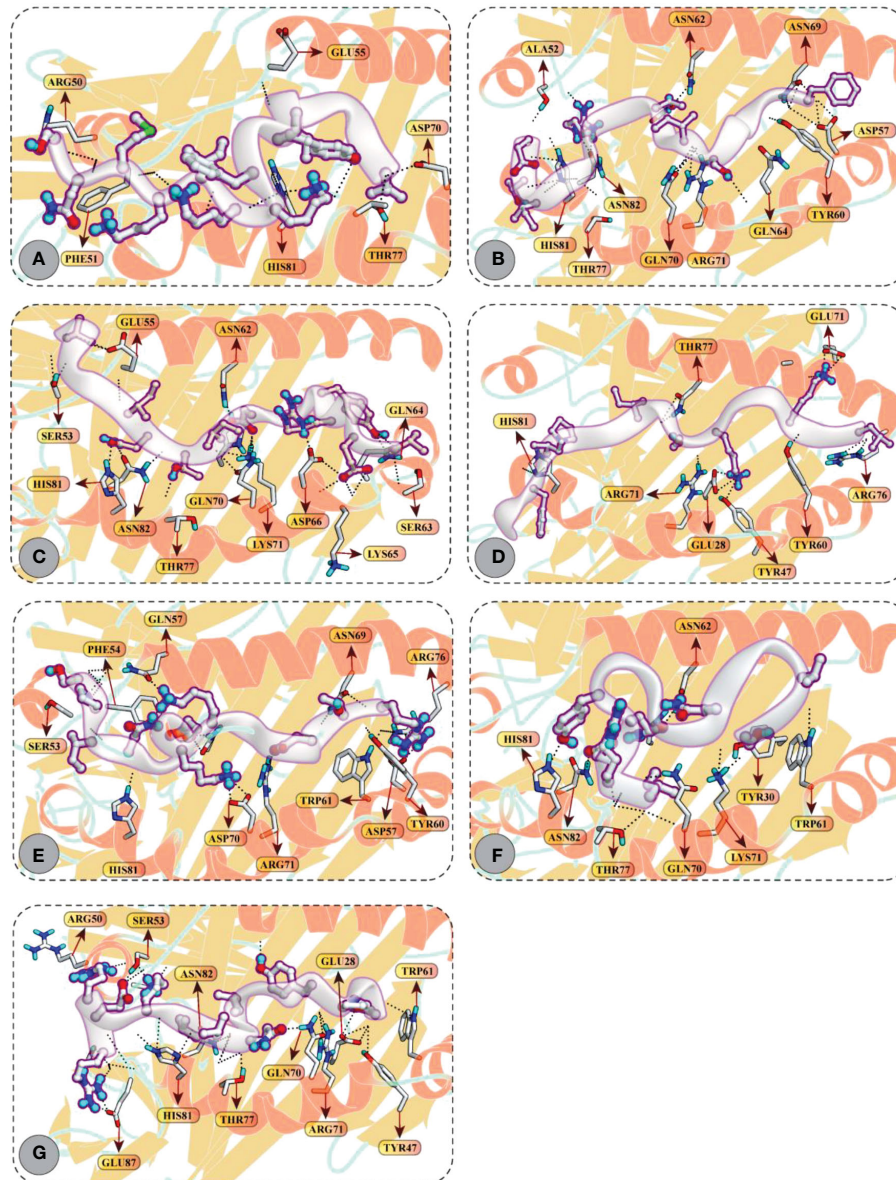 GLU55
ARG50
ASP70
PHE51
HIS81
THR77
A
ASN62
ASN69
ALA52
ASP57
ASN82
TYR60
HIS81
GLN64
THR77
GLN70
ARG71
B
GLU55
ASN62
GLN64
SER53
HIS81
ASN82
GLN70
ASP66
SER63
LYS71
LYS65
THR77
C
GLU71
THR77
HIS81
ARG71
ARG76
GLU28
TYR60
TYR47
D
GLN57
PHE54
ASN69
ARG76
SER53
TRP61
HIS81
ASP70
ARG71
ASP57
TYR60
E
ASN62
HIS81
TYR30
ASN82
TRP61
THR77
GLN70
LYS71
F
ARG50
SER53
GLU28
ASN82
TRP61
GLN70
HIS81
THR77
ARG71
TYR47
GLU87
G